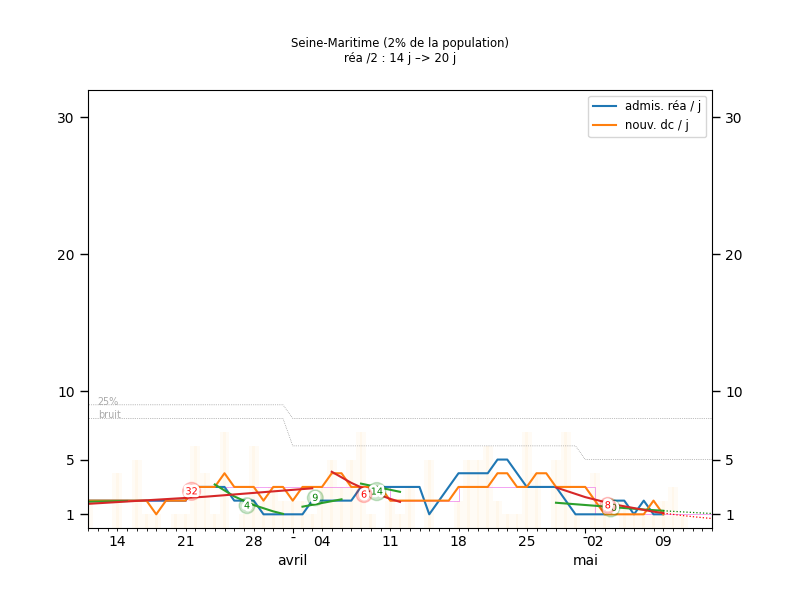 Seine-Maritime (2% de la population)
réa /2 : 14 j –> 20 j
admis. réa / j
nouv. dc / j
30 30
20 20
10 10
5 5
1 1
25%
bruit
32 4 9 6 14 8
14 21 28 - 04 11 18 25 02 09
avril mai